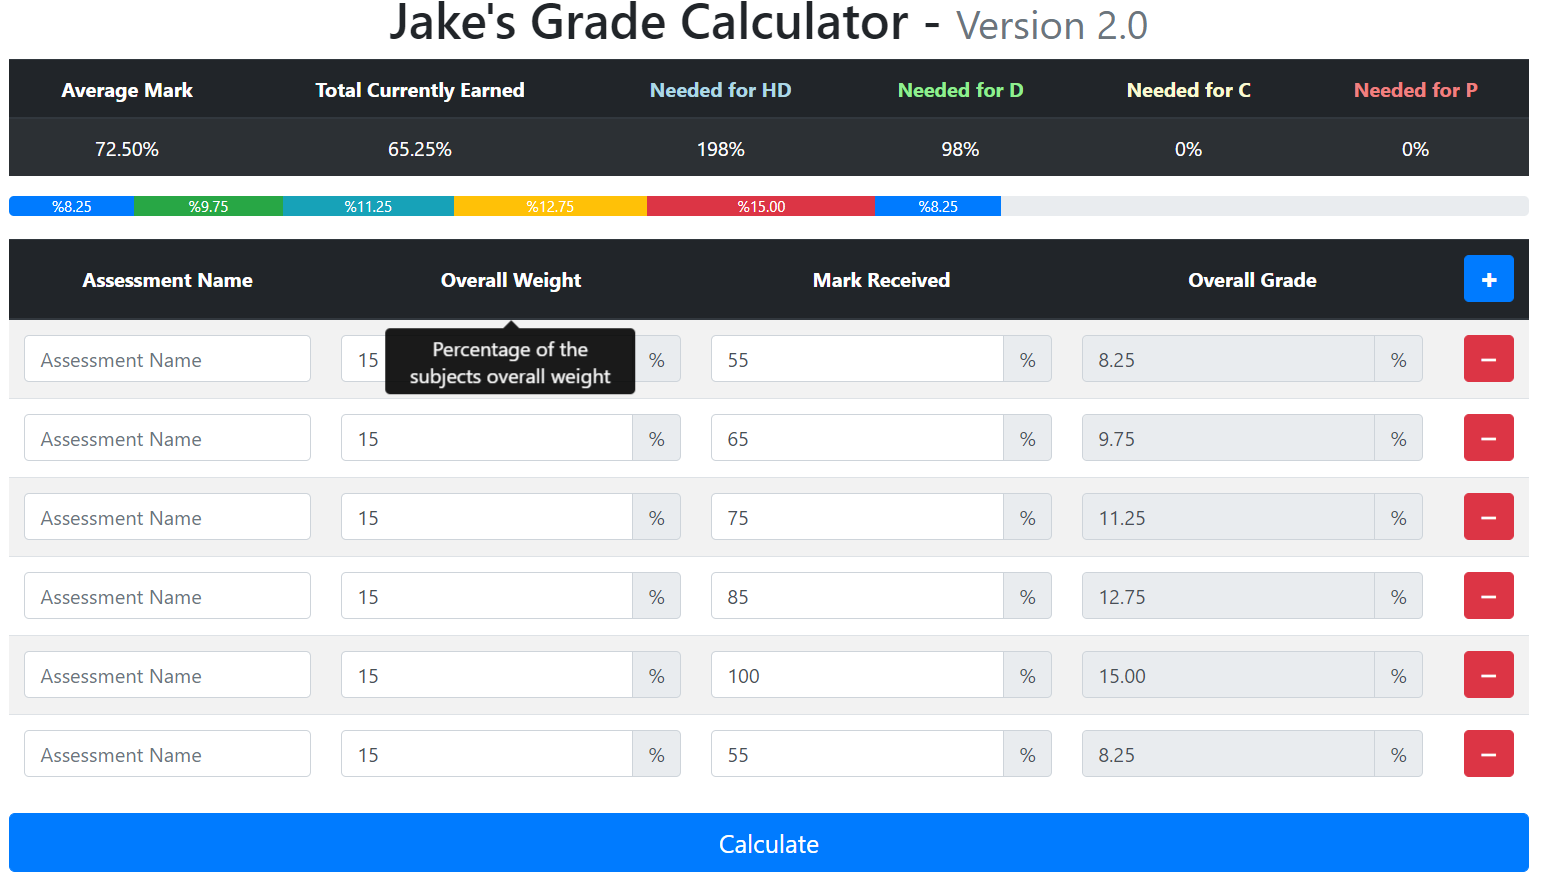 Jake's Grade Calculator - Version 2.0
Average Mark Total Currently Earned Needed for HD Needed for D Needed for C Needed for P
72.50% 65.25% 198% 98% 0% 0%
%8.25 %9.75 %11.25 %12.75 %15.00 %8.25
Assessment Name Overall Weight Mark Received Overall Grade +
Percentage of the
subjects overall weight
Assessment Name 15 % 55 % 8.25 % −
Assessment Name 15 % 65 % 9.75 % −
Assessment Name 15 % 75 % 11.25 % −
Assessment Name 15 % 85 % 12.75 % −
Assessment Name 15 % 100 % 15.00 % −
Assessment Name 15 % 55 % 8.25 % −
Calculate